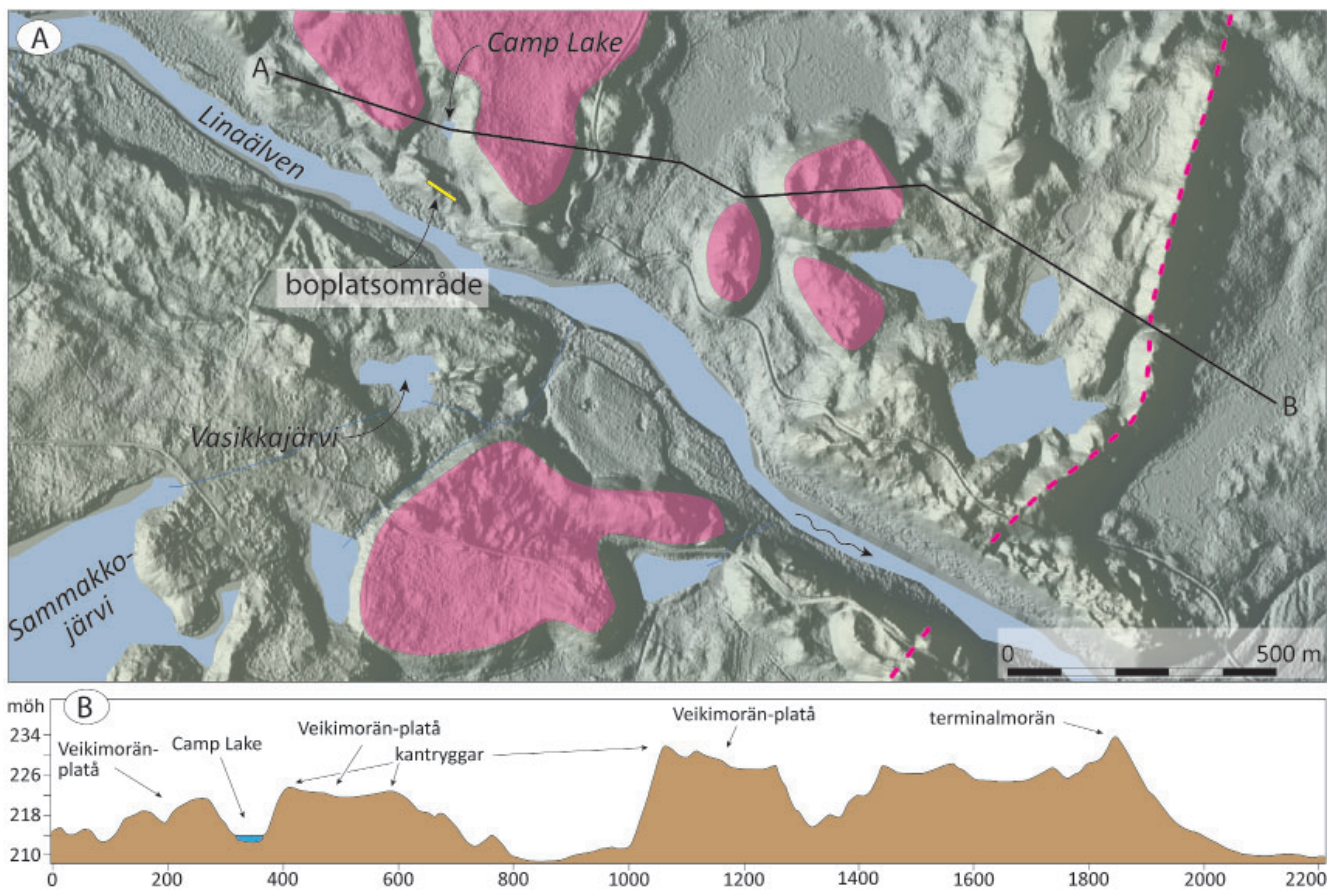 A
Camp Lake
A
Linaälven
boplatsområde
Vasikkajärvi
B
Sammakko-
järvi
0
500 m
möh
B
234
226
218
210
Veikimorän-
platå
Camp Lake
Veikimorän-platå
kantryggar
Veikimorän-platå
terminalmorän
0
200
400
600
800
1000
1200
1400
1600
1800
2000
2200